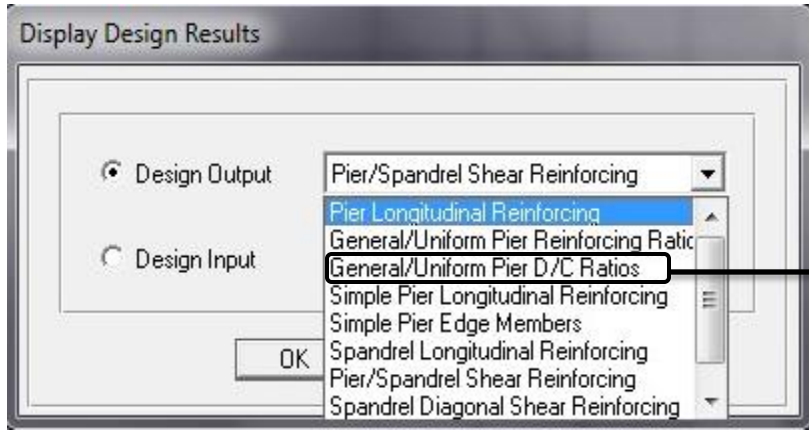 Display Design Results
Design Output
Pier/Spandrel Shear Reinforcing
Pier Longitudinal Reinforcing
General/Uniform Pier Reinforcing Ratio
Design Input
General/Uniform Pier D/C Ratios
Simple Pier Longitudinal Reinforcing
Simple Pier Edge Members
OK
Spandrel Longitudinal Reinforcing
Pier/Spandrel Shear Reinforcing
Spandrel Diagonal Shear Reinforcing